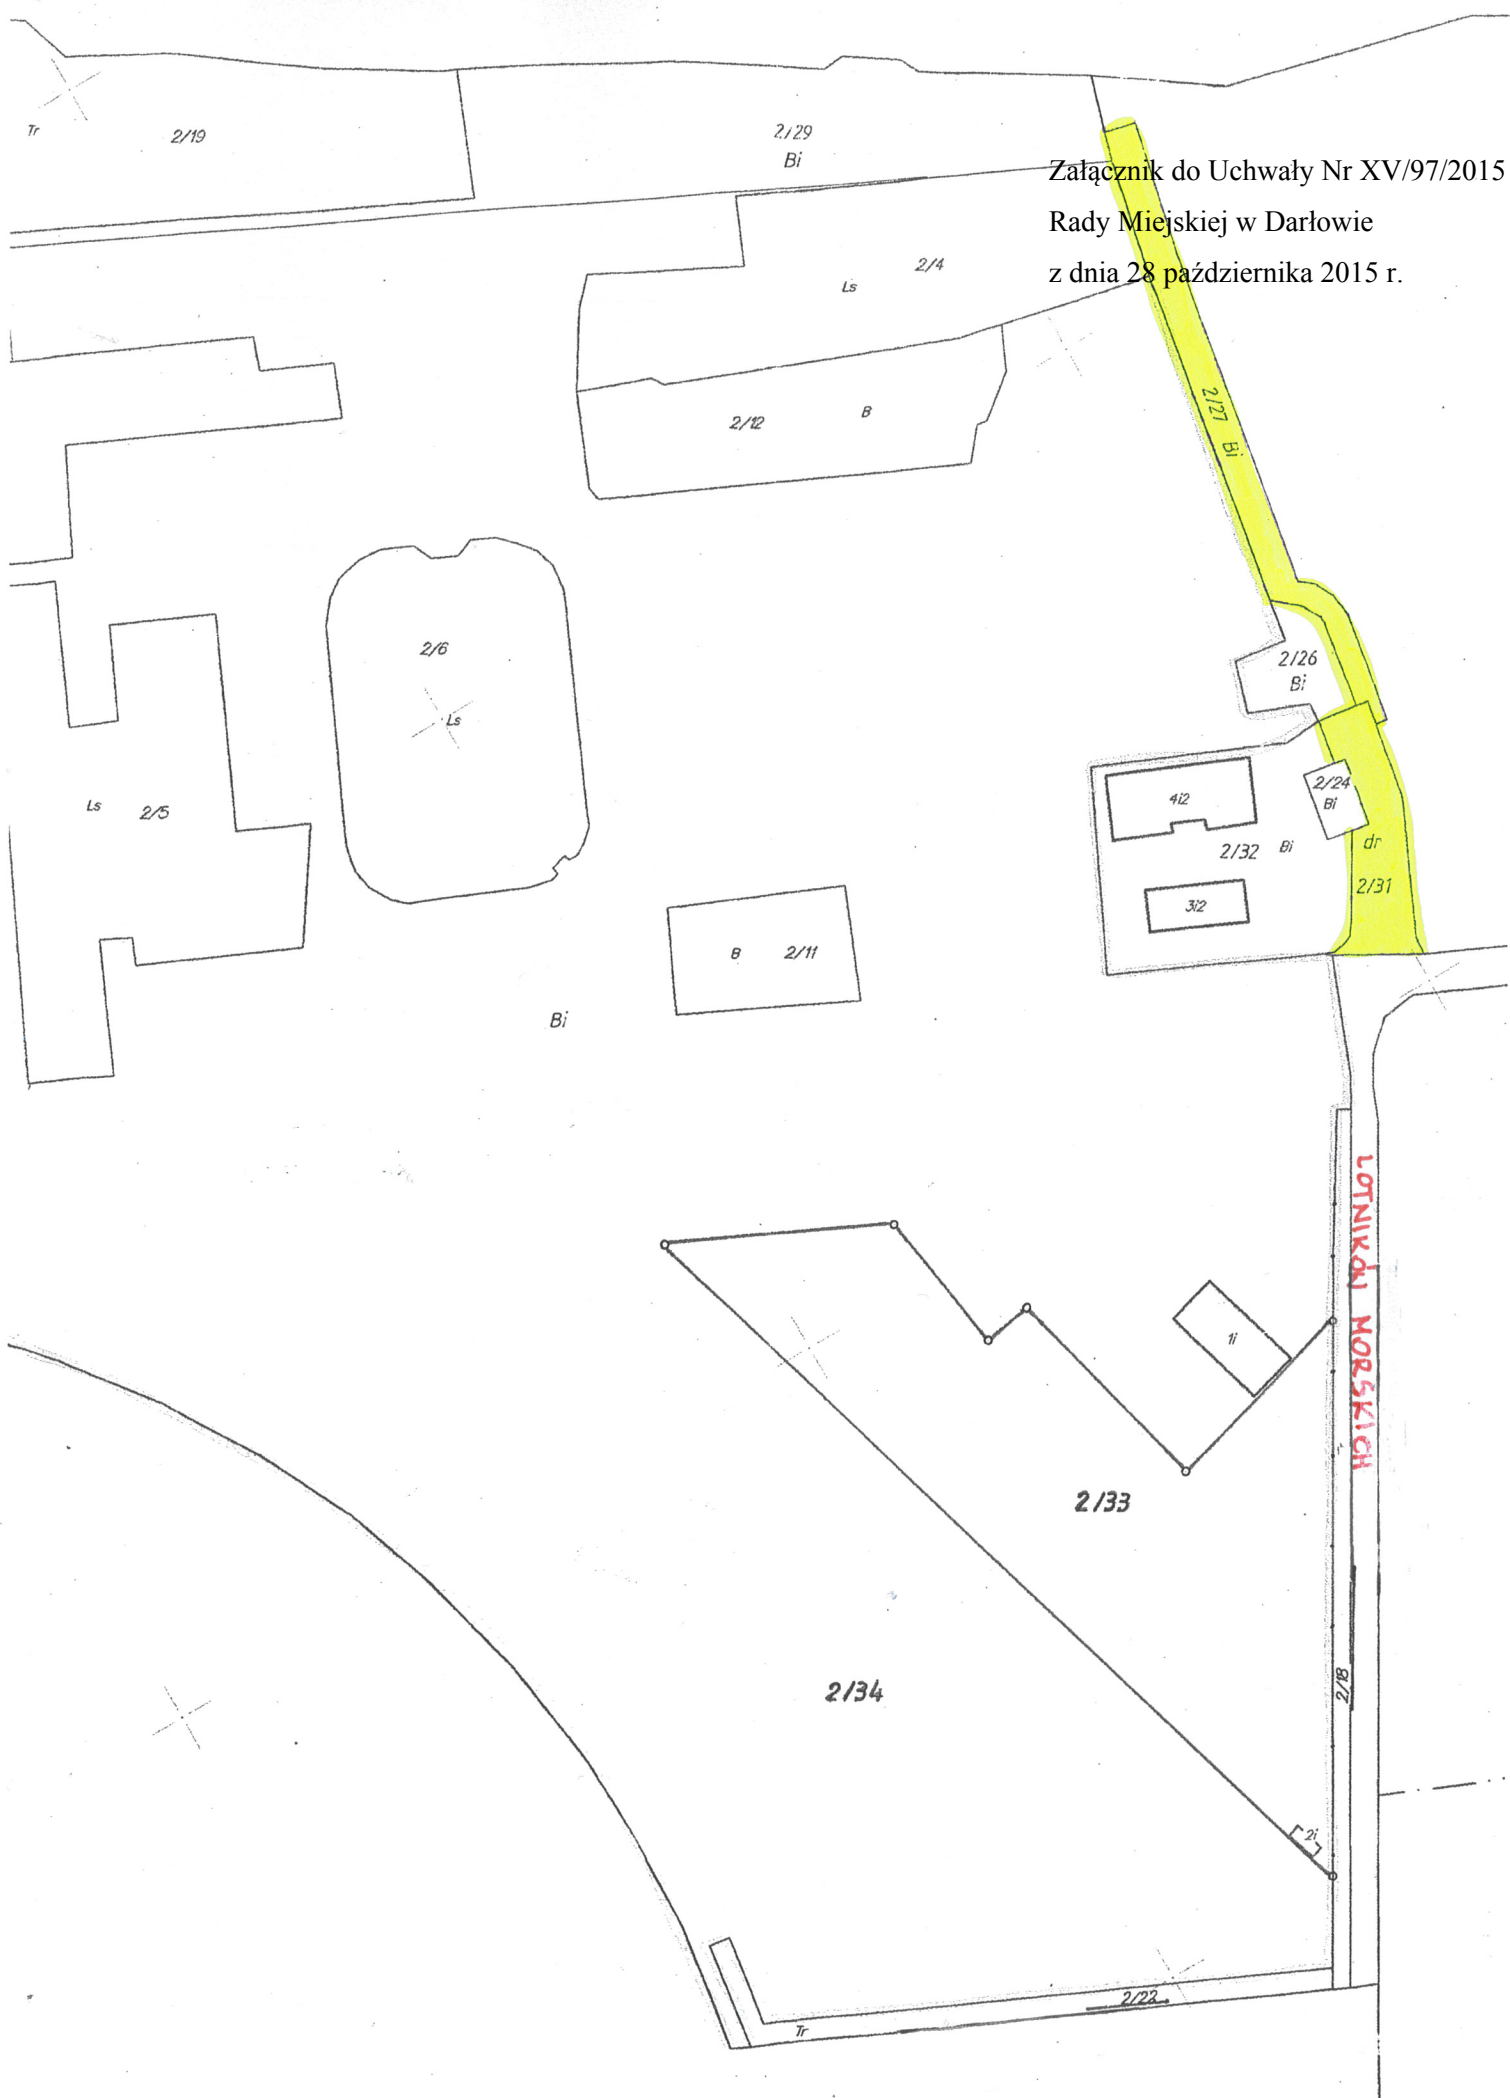 Tr
2/19
2/29
Bi
Załącznik do Uchwały Nr XV/97/2015
Rady Miejskiej w Darłowie
z dnia 28 października 2015 r.
2/4
Ls
2/12
B
2/27 Bi
2/6
Ls
2/26
Bi
Ls
2/5
4i2
2/24
Bi
2/32
Bi
dr
2/31
3i2
B
2/11
Bi
LOTNIKÓW MORSKICH
1i
2/33
2/34
2/18
2i
2/22
Tr